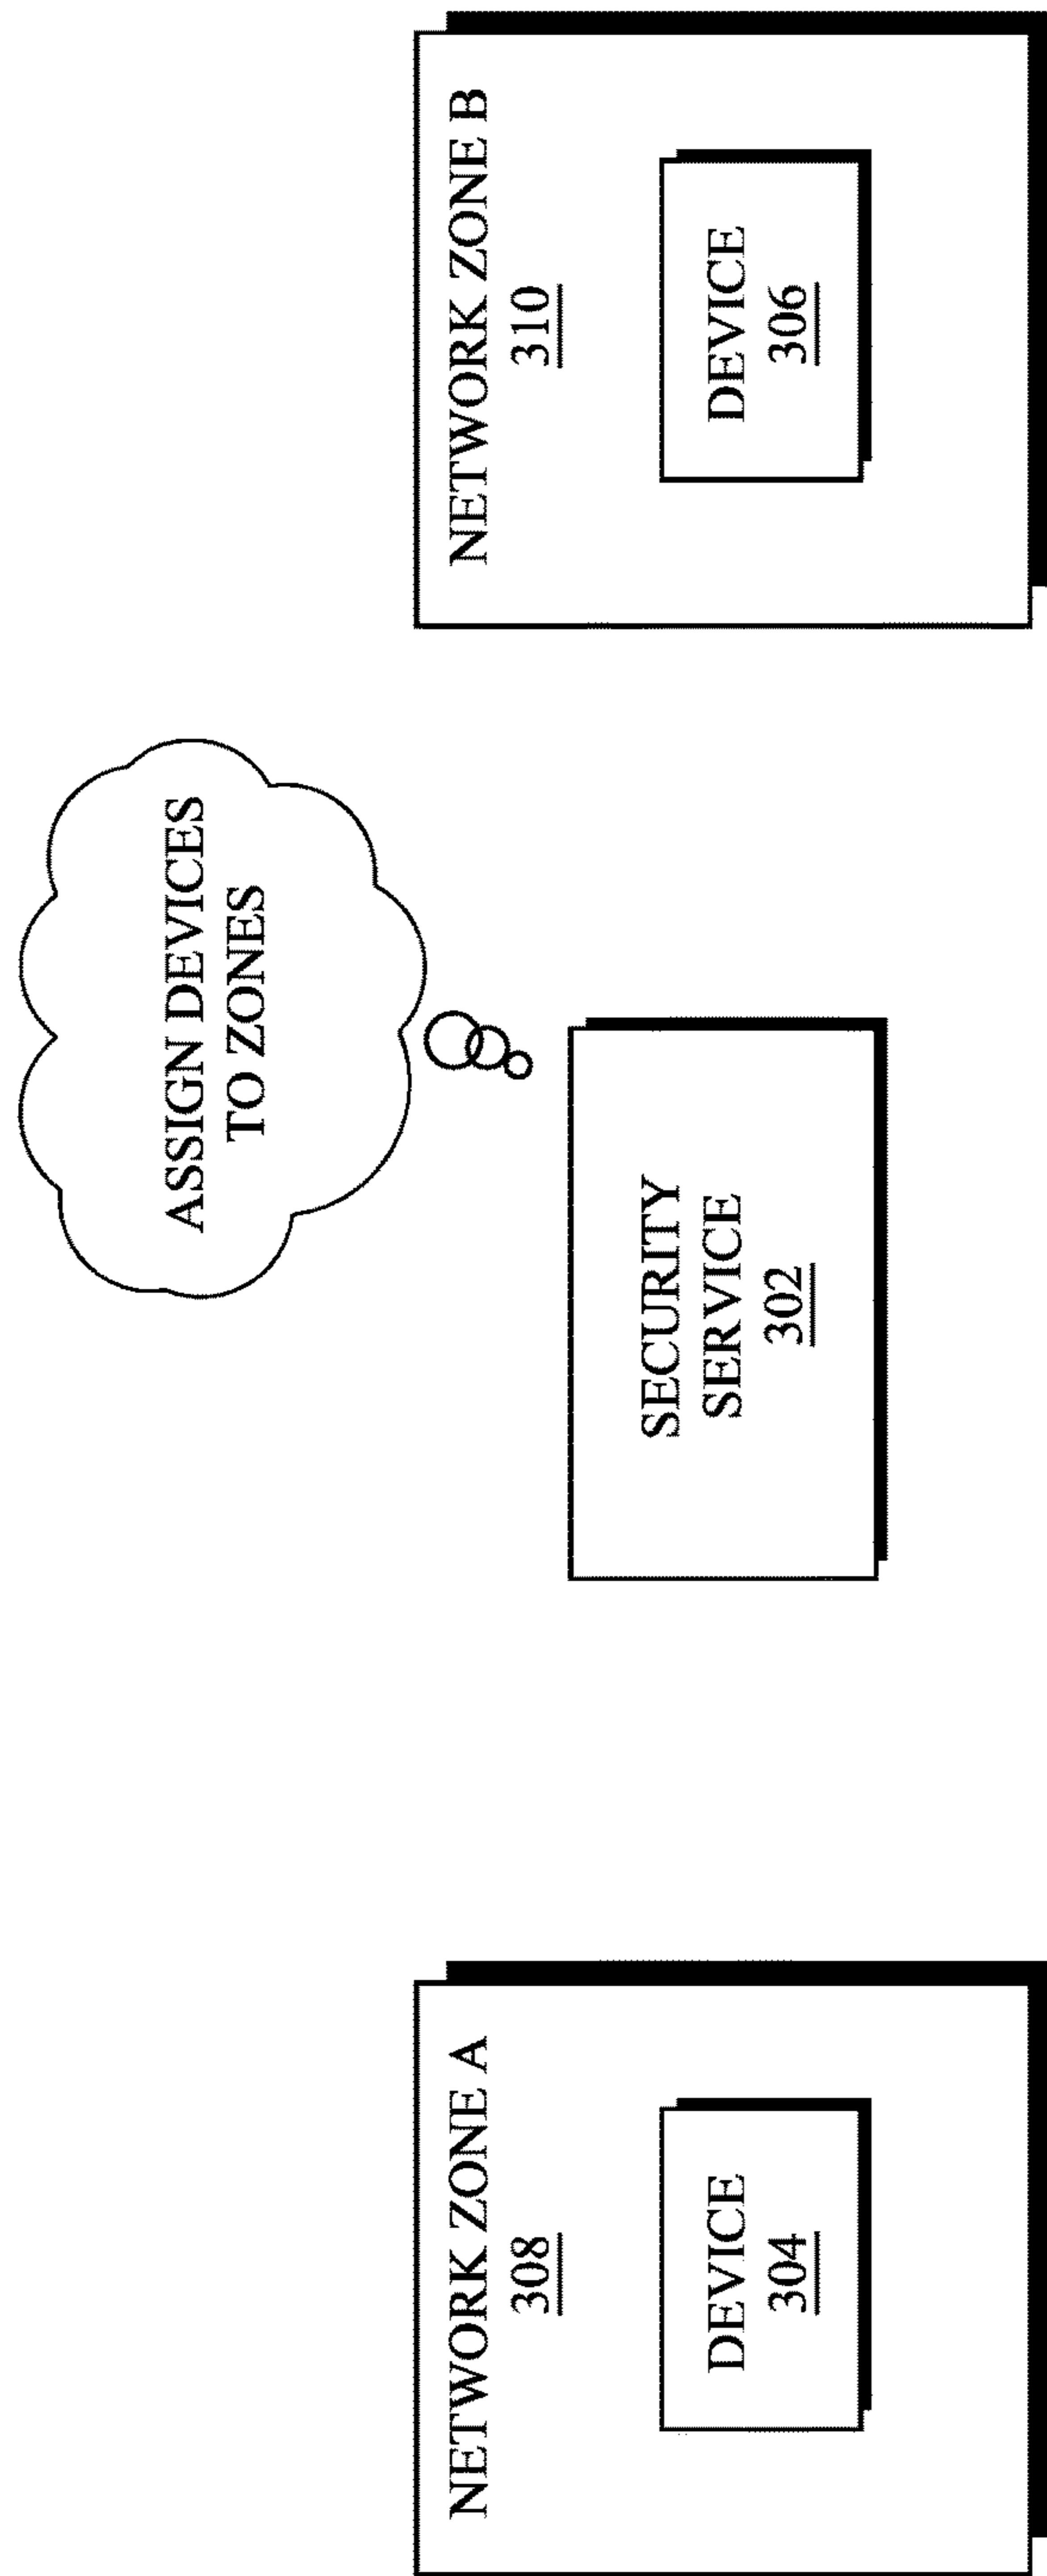 ASSIGN DEVICES
TO ZONES
NETWORK ZONE A
308
DEVICE
304
SECURITY
SERVICE
302
NETWORK ZONE B
310
DEVICE
306